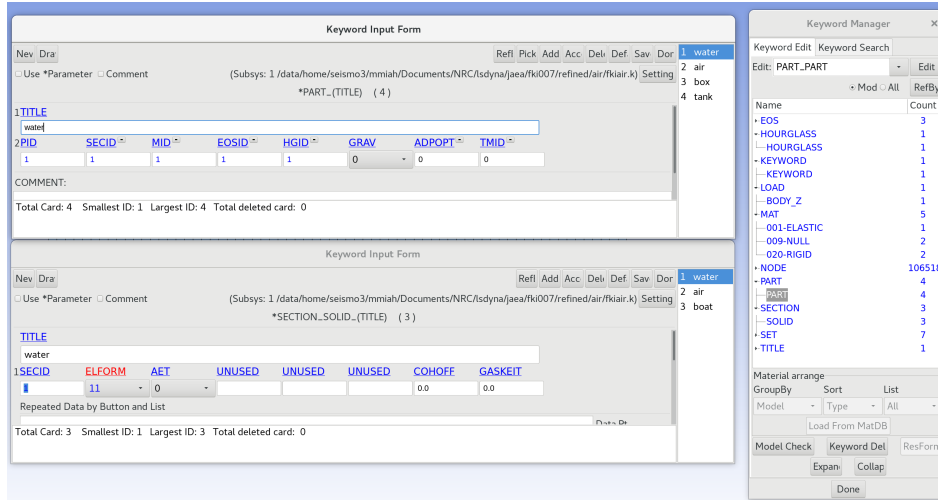 Keyword Input Form
Nev Dra Refl Pick Add Acc Del Def Sav Dor
Use *Parameter Comment (Subsys: 1 /data/home/seismo3/mmiah/Documents/NRC/lsdyna/jaea/fki007/refined/air/fkiair.k) Setting
*PART_(TITLE) (4)
1 TITLE
water
2 PID SECID MID EOSID HGID GRAV ADPOPT TMID
1 1 1 1 1 0 0 0
COMMENT:
Total Card: 4 Smallest ID: 1 Largest ID: 4 Total deleted card: 0
1 water
2 air
3 box
4 tank
Keyword Input Form
Nev Dra Refl Add Acc Del Def Sav Dor
Use *Parameter Comment (Subsys: 1 /data/home/seismo3/mmiah/Documents/NRC/lsdyna/jaea/fki007/refined/air/fkiair.k) Setting
*SECTION_SOLID_(TITLE) (3)
TITLE
water
1 SECID ELFORM AET UNUSED UNUSED UNUSED COHOFF GASKEIT
1 11 0 0.0 0.0
Repeated Data by Button and List
Data Pt
Total Card: 3 Smallest ID: 1 Largest ID: 3 Total deleted card: 0
1 water
2 air
3 boat
Keyword Manager
Keyword Edit Keyword Search
Edit: PART_PART Edit
Mod All RefBy
Name Count
EOS 3
HOURGLASS 1
HOURGLASS 1
KEYWORD 1
KEYWORD 1
LOAD 1
BODY_Z 1
MAT 5
001-ELASTIC 1
009-NULL 2
020-RIGID 2
NODE 106518
PART 4
PART 4
SECTION 3
SOLID 3
SET 7
TITLE 1
Material arrange
GroupBy Sort List
Model Type All
Load From MatDB
Model Check Keyword Del ResForm
Expan Collap
Done